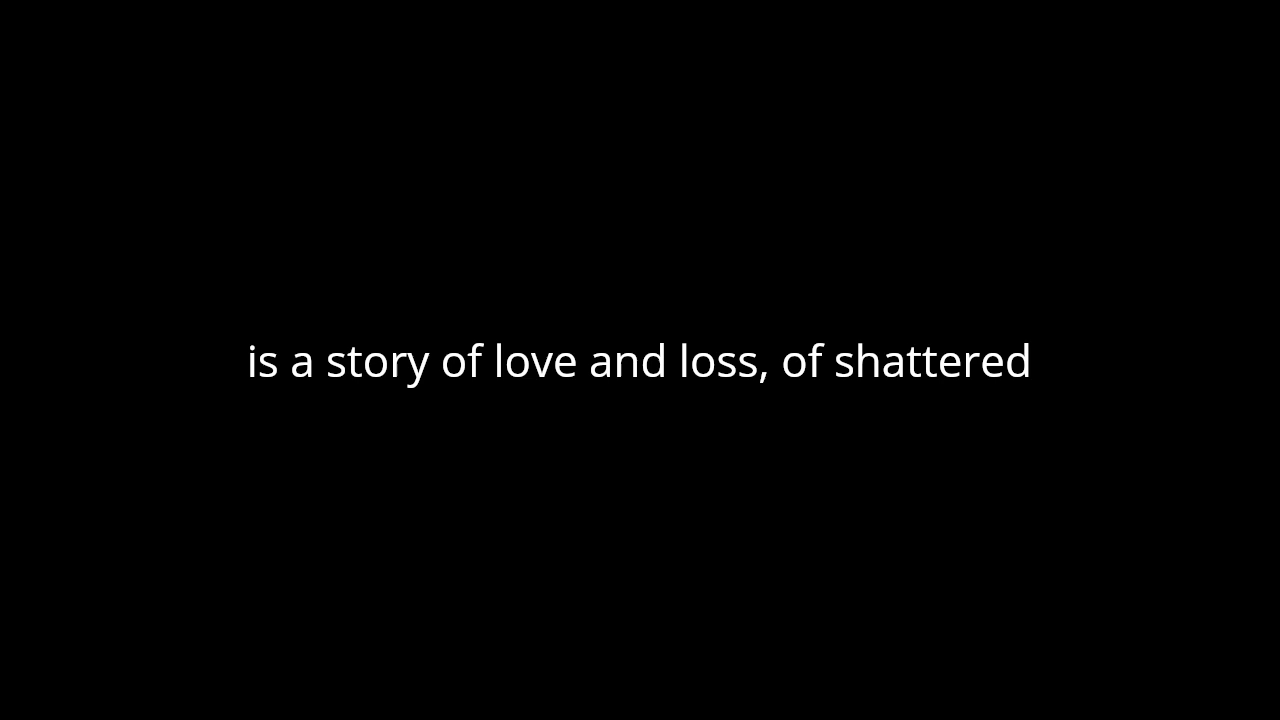 is a story of love and loss, of shattered